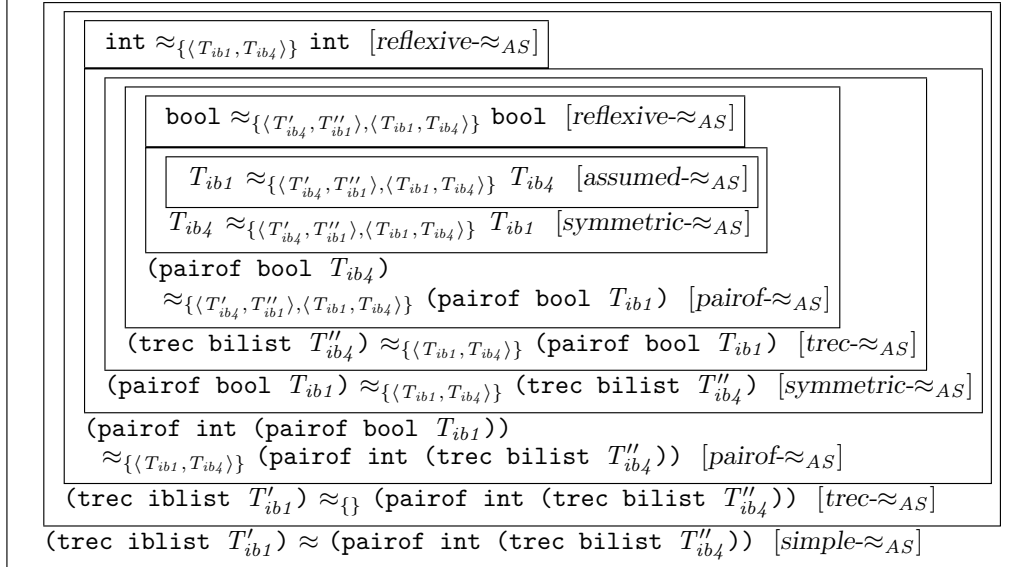 int ≈{⟨T_ib1, T_ib4⟩} int [reflexive-≈AS]
bool ≈{⟨T′_ib4, T″_ib1⟩,⟨T_ib1, T_ib4⟩} bool [reflexive-≈AS]
T_ib1 ≈{⟨T′_ib4, T″_ib1⟩,⟨T_ib1, T_ib4⟩} T_ib4 [assumed-≈AS]
T_ib4 ≈{⟨T′_ib4, T″_ib1⟩,⟨T_ib1, T_ib4⟩} T_ib1 [symmetric-≈AS]
(pairof bool T_ib4)
≈{⟨T′_ib4, T″_ib1⟩,⟨T_ib1, T_ib4⟩} (pairof bool T_ib1) [pairof-≈AS]
(trec bilist T″_ib4) ≈{⟨T_ib1, T_ib4⟩} (pairof bool T_ib1) [trec-≈AS]
(pairof bool T_ib1) ≈{⟨T_ib1, T_ib4⟩} (trec bilist T″_ib4) [symmetric-≈AS]
(pairof int (pairof bool T_ib1))
≈{⟨T_ib1, T_ib4⟩} (pairof int (trec bilist T″_ib4)) [pairof-≈AS]
(trec iblist T′_ib1) ≈{} (pairof int (trec bilist T″_ib4)) [trec-≈AS]
(trec iblist T′_ib1) ≈ (pairof int (trec bilist T″_ib4)) [simple-≈AS]